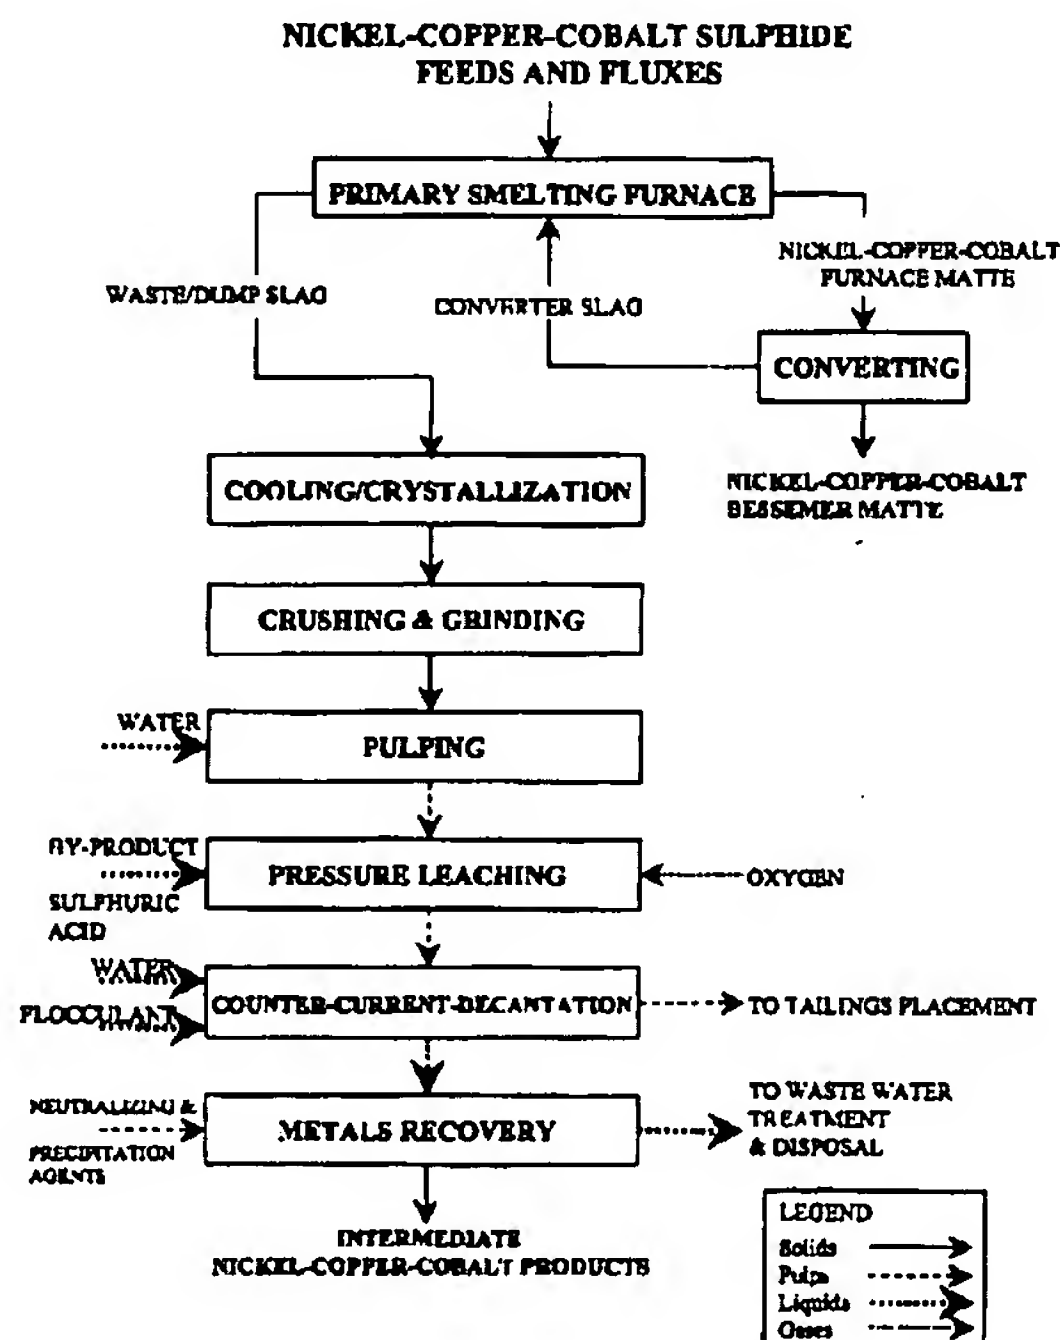 NICKEL-COPPER-COBALT SULPHIDE
FEEDS AND FLUXES
PRIMARY SMELTING FURNACE
NICKEL-COPPER-COBALT
FURNACE MATTE
WASTE/DUMP SLAG
CONVERTER SLAG
CONVERTING
NICKEL-COPPER-COBALT
BESSEMER MATTE
COOLING/CRYSTALLIZATION
CRUSHING & GRINDING
WATER
PULPING
BY-PRODUCT
SULPHURIC
ACID
PRESSURE LEACHING
OXYGEN
WATER
FLOCCULANT
COUNTER-CURRENT-DECANTATION
TO TAILINGS PLACEMENT
NEUTRALIZING &
PRECIPITATION
AGENTS
METALS RECOVERY
TO WASTE WATER
TREATMENT
& DISPOSAL
INTERMEDIATE
NICKEL-COPPER-COBALT PRODUCTS
LEGEND
Solids
Pulps
Liquids
Gases